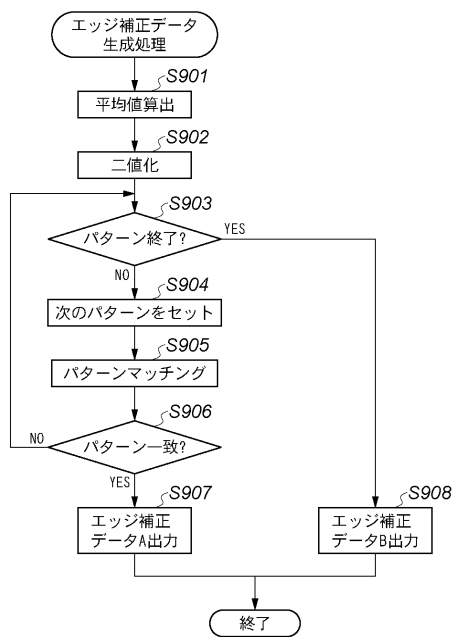 エッジ補正データ
生成処理
S901
平均値算出
S902
二値化
S903
パターン終了?
YES
NO
S904
次のパターンをセット
S905
パターンマッチング
S906
パターン一致?
NO
YES
S907
エッジ補正
データA出力
S908
エッジ補正
データB出力
終了